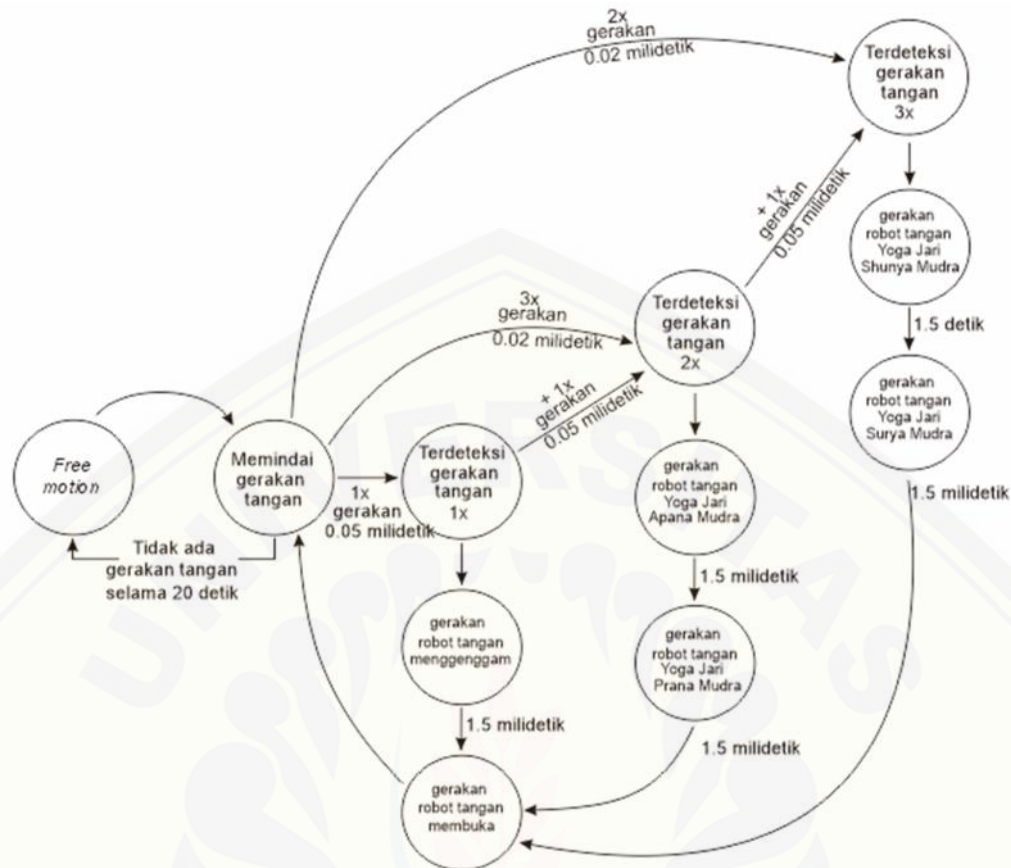 2x
gerakan
0.02 milidetik
Terdeteksi
gerakan
tangan
3x
+ 1x
gerakan
0.05 milidetik
gerakan
robot tangan
Yoga Jari
Shunya Mudra
1.5 detik
gerakan
robot tangan
Yoga Jari
Surya Mudra
1.5 milidetik
3x
gerakan
0.02 milidetik
Terdeteksi
gerakan
tangan
2x
+ 1x
gerakan
0.05 milidetik
Free
motion
Memindai
gerakan
tangan
1x
gerakan
0.05 milidetik
Terdeteksi
gerakan
tangan
1x
gerakan
robot tangan
Yoga Jari
Apana Mudra
Tidak ada
gerakan tangan
selama 20 detik
1.5 milidetik
gerakan
robot tangan
menggenggam
gerakan
robot tangan
Yoga Jari
Prana Mudra
1.5 milidetik
1.5 milidetik
gerakan
robot tangan
membuka
UNIVERSITAS